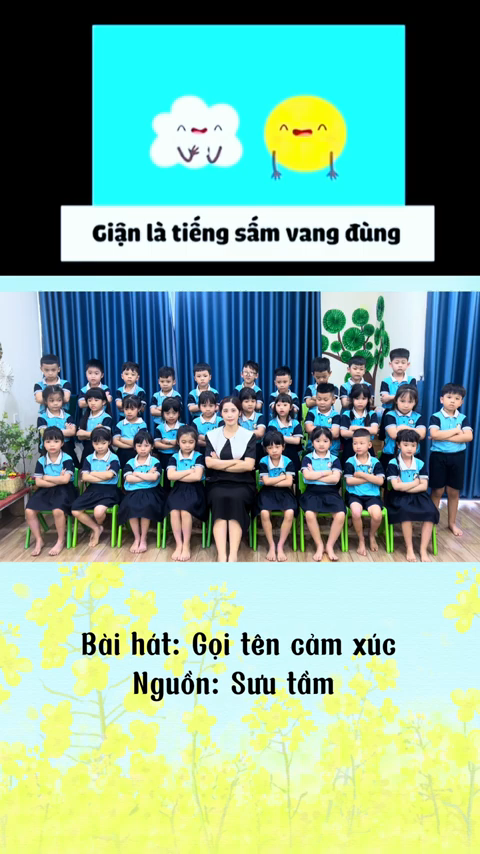 Giận là tiếng sấm vang đùng
Bài hát: Gọi tên cảm xúc
Nguồn: Sưu tầm